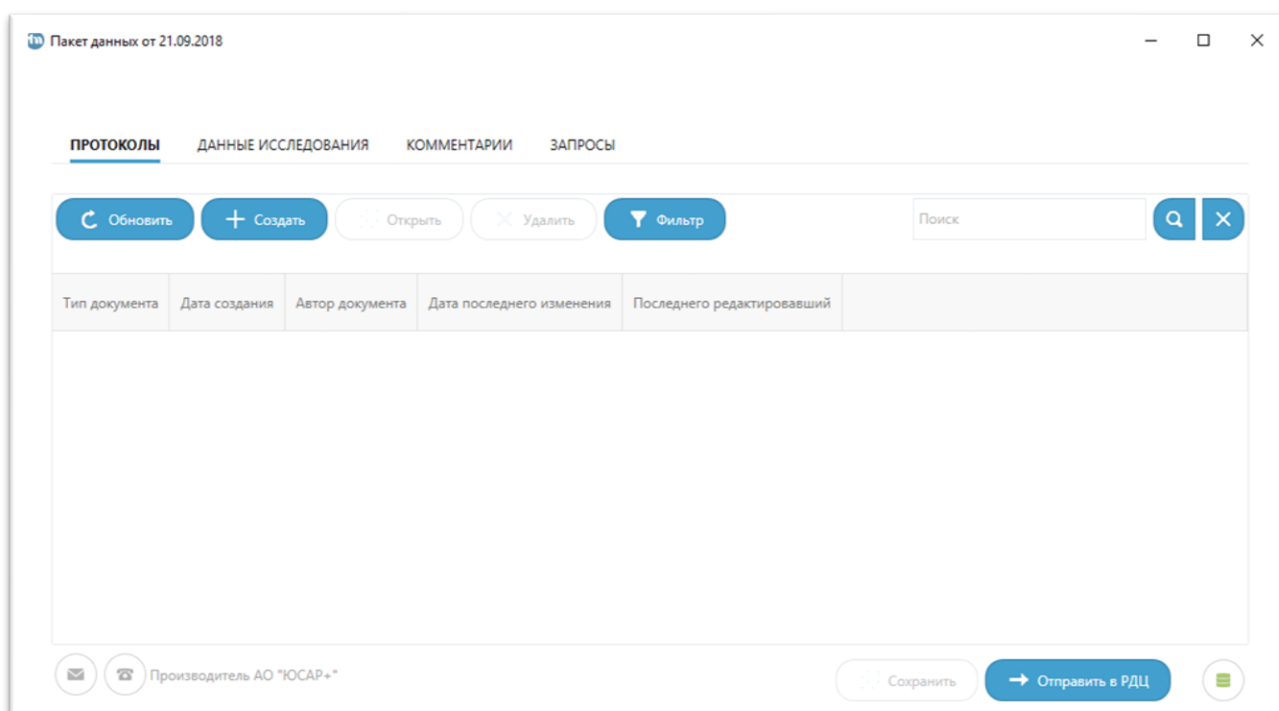 Пакет данных от 21.09.2018
ПРОТОКОЛЫ ДАННЫЕ ИССЛЕДОВАНИЯ КОММЕНТАРИИ ЗАПРОСЫ
Обновить Создать Открыть Удалить Фильтр Поиск
Тип документа Дата создания Автор документа Дата последнего изменения Последнего редактировавший
Производитель АО "ЮСАР+" Сохранить Отправить в РДЦ